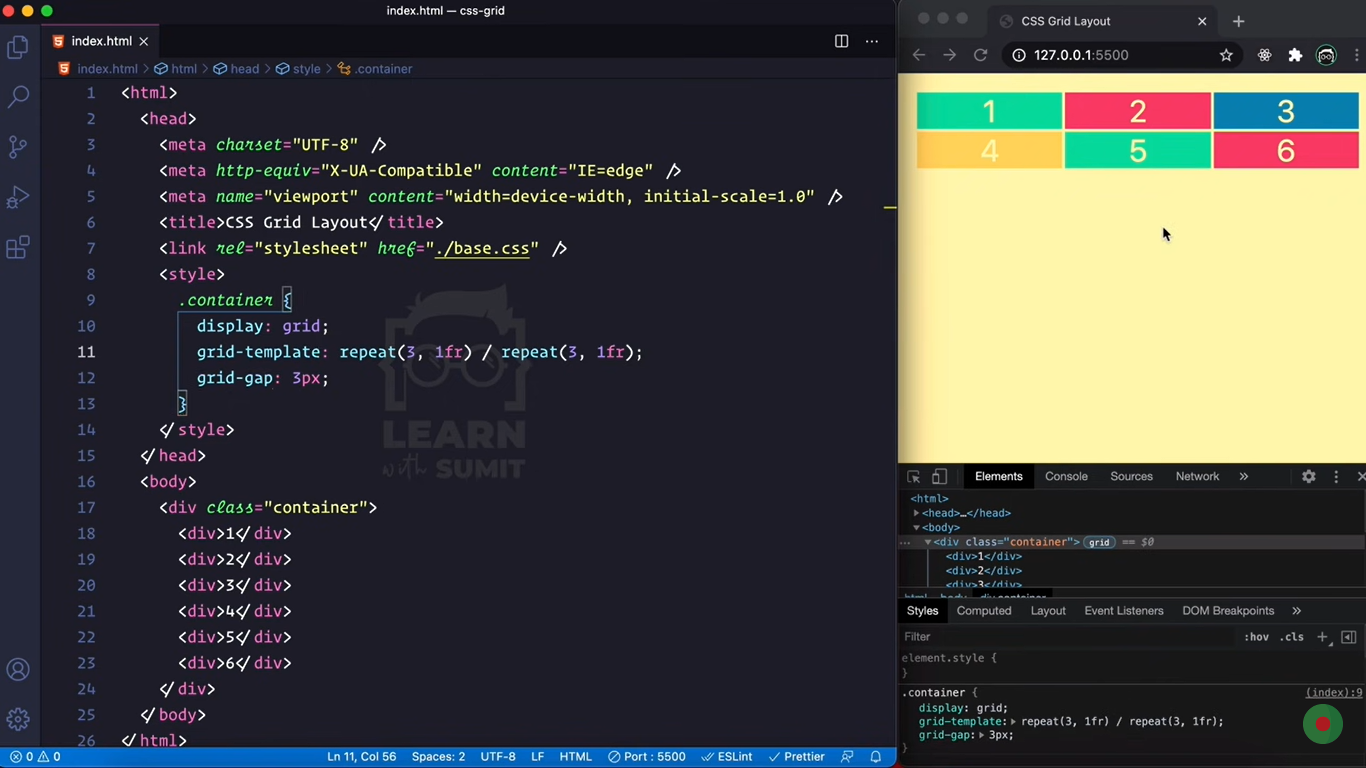 index.html — css-grid
index.html
index.html > html > head > style > .container
1 <html>
2 <head>
3 <meta charset="UTF-8" />
4 <meta http-equiv="X-UA-Compatible" content="IE=edge" />
5 <meta name="viewport" content="width=device-width, initial-scale=1.0" />
6 <title>CSS Grid Layout</title>
7 <link rel="stylesheet" href="./base.css" />
8 <style>
9 .container {
10 display: grid;
11 grid-template: repeat(3, 1fr) / repeat(3, 1fr);
12 grid-gap: 3px;
13 }
14 </style>
15 </head>
16 <body>
17 <div class="container">
18 <div>1</div>
19 <div>2</div>
20 <div>3</div>
21 <div>4</div>
22 <div>5</div>
23 <div>6</div>
24 </div>
25 </body>
26 </html>
LEARN
with SUMIT
0 0 Ln 11, Col 56 Spaces: 2 UTF-8 LF HTML Port : 5500 ESLint Prettier
CSS Grid Layout
127.0.0.1:5500
1 2 3
4 5 6
Elements Console Sources Network »
<html>
<head>…</head>
<body>
… <div class="container"> grid == $0
<div>1</div>
<div>2</div>
<div>3</div>
html body div.container
Styles Computed Layout Event Listeners DOM Breakpoints »
Filter :hov .cls +
element.style {
}
.container { (index):9
display: grid;
grid-template: repeat(3, 1fr) / repeat(3, 1fr);
grid-gap: 3px;
}